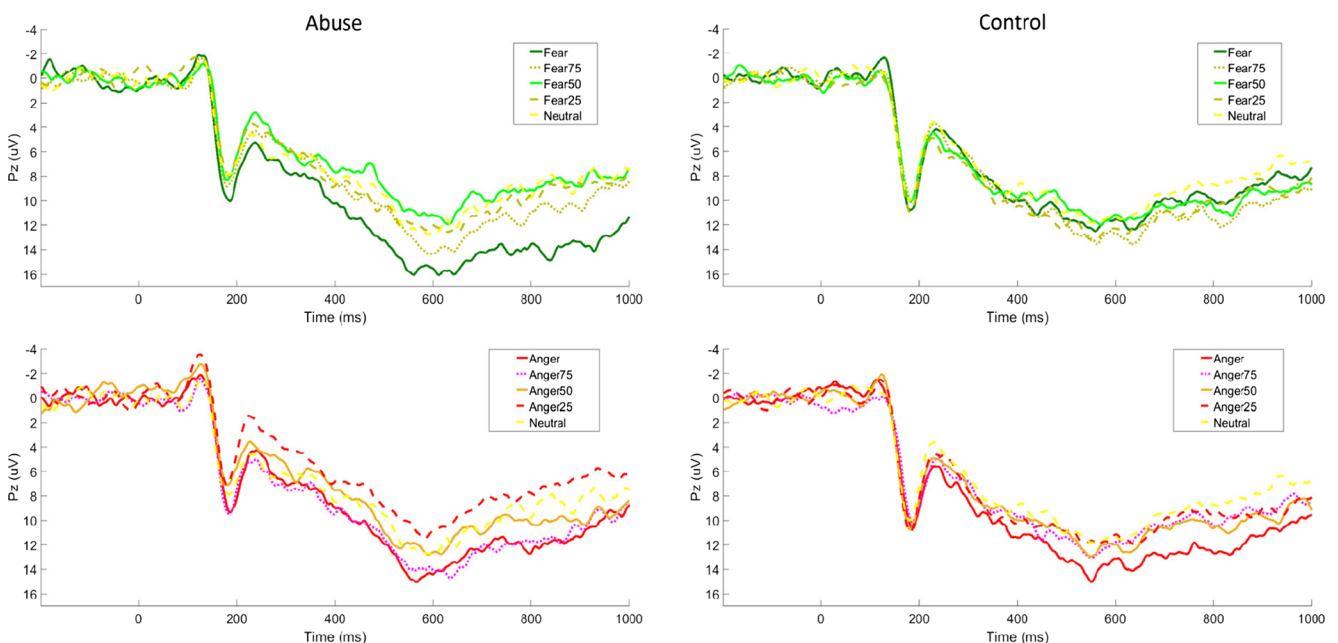 Abuse
-4
-2
0
2
4
6
8
10
12
14
16
Pz (uV)
Fear
Fear75
Fear50
Fear25
Neutral
0 200 400 600 800 1000
Time (ms)
Control
-4
-2
0
2
4
6
8
10
12
14
16
Pz (uV)
Fear
Fear75
Fear50
Fear25
Neutral
0 200 400 600 800 1000
Time (ms)
-4
-2
0
2
4
6
8
10
12
14
16
Pz (uV)
Anger
Anger75
Anger50
Anger25
Neutral
0 200 400 600 800 1000
Time (ms)
-4
-2
0
2
4
6
8
10
12
14
16
Pz (uV)
Anger
Anger75
Anger50
Anger25
Neutral
0 200 400 600 800 1000
Time (ms)